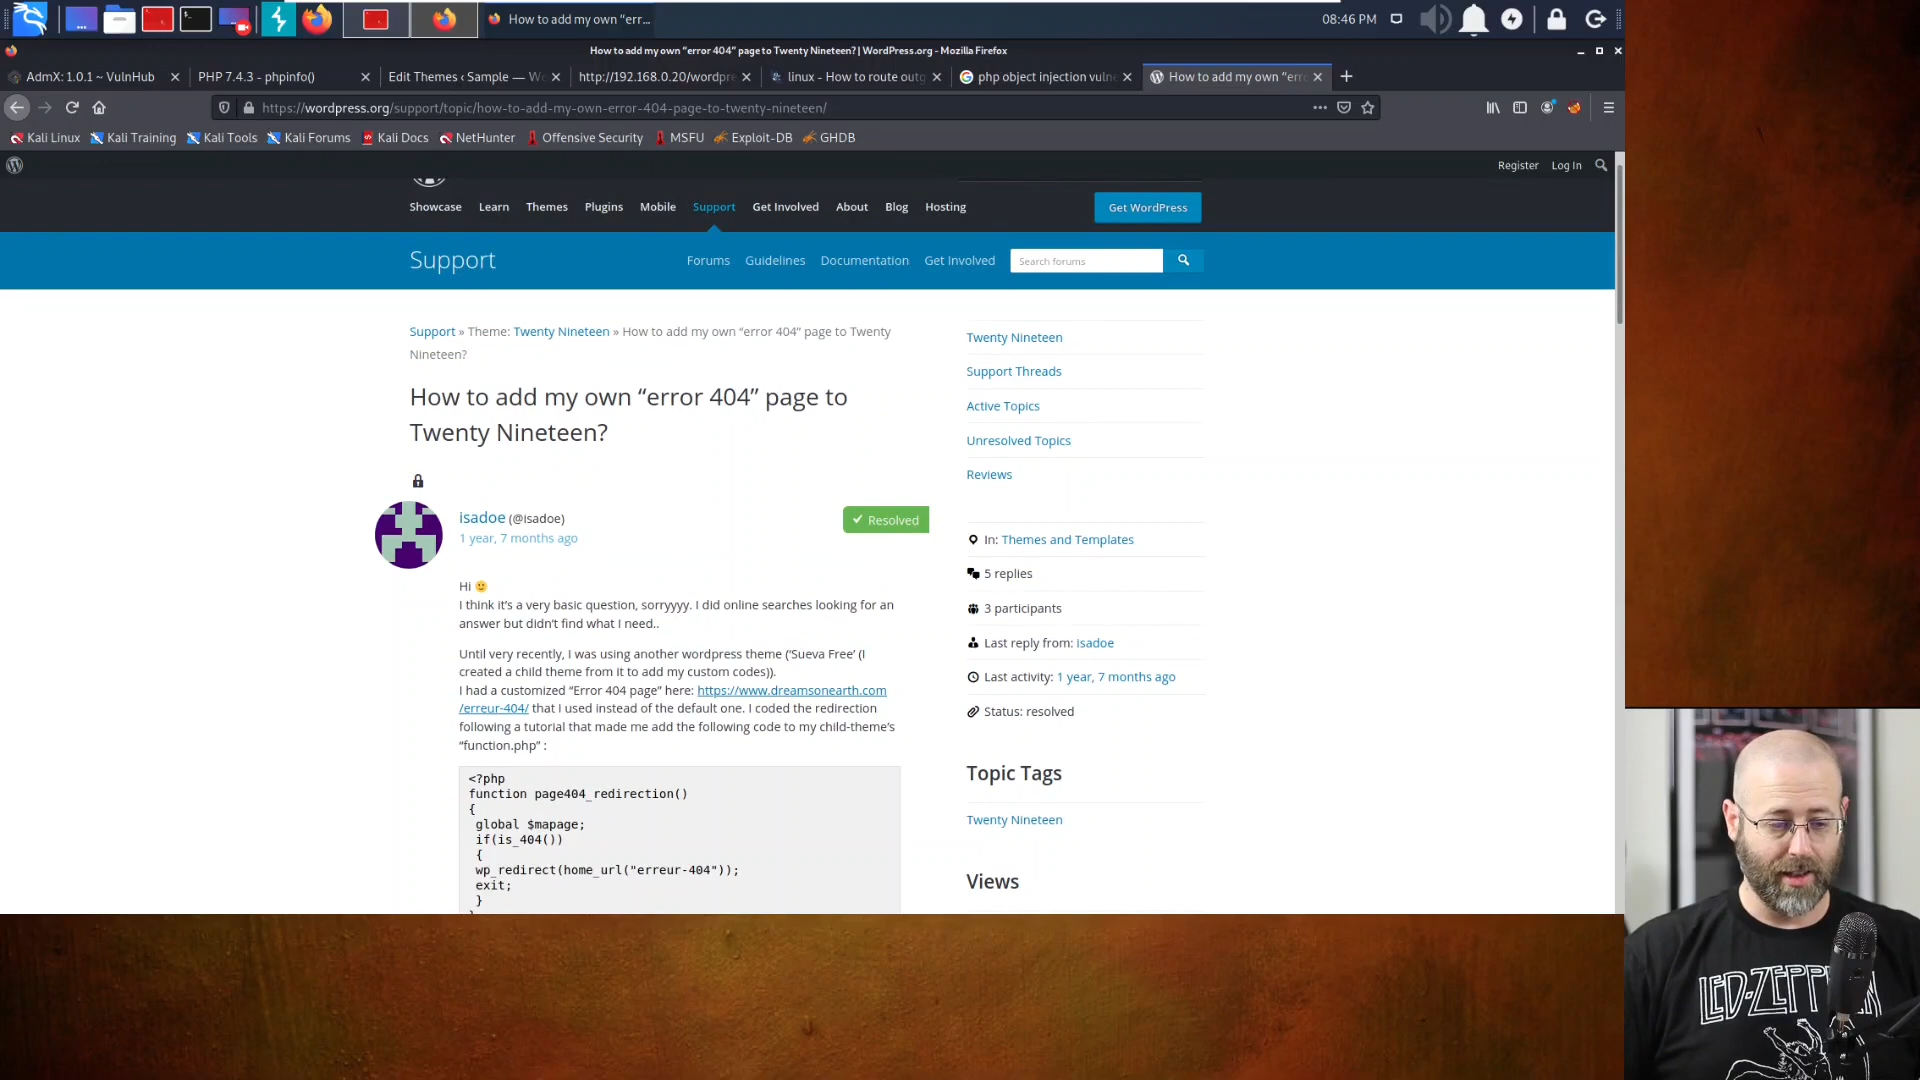 How to add my own “err...
08:46 PM
How to add my own “error 404” page to Twenty Nineteen? | WordPress.org - Mozilla Firefox
AdmX: 1.0.1 ~ VulnHub
PHP 7.4.3 - phpinfo()
Edit Themes ‹ Sample — W
http://192.168.0.20/wordpre
linux - How to route outg
php object injection vuln
How to add my own “erro
https://wordpress.org/support/topic/how-to-add-my-own-error-404-page-to-twenty-nineteen/
Kali Linux
Kali Training
Kali Tools
Kali Forums
Kali Docs
NetHunter
Offensive Security
MSFU
Exploit-DB
GHDB
Register
Log In
Showcase
Learn
Themes
Plugins
Mobile
Support
Get Involved
About
Blog
Hosting
Get WordPress
Support
Forums
Guidelines
Documentation
Get Involved
Search forums
Support » Theme: Twenty Nineteen » How to add my own “error 404” page to Twenty
Nineteen?
How to add my own “error 404” page to
Twenty Nineteen?
isadoe (@isadoe)
1 year, 7 months ago
Resolved
Hi 🙂
I think it’s a very basic question, sorryyyy. I did online searches looking for an
answer but didn’t find what I need..
Until very recently, I was using another wordpress theme (‘Sueva Free’ (I
created a child theme from it to add my custom codes)).
I had a customized “Error 404 page” here: https://www.dreamsonearth.com
/erreur-404/ that I used instead of the default one. I coded the redirection
following a tutorial that made me add the following code to my child-theme’s
“function.php” :
<?php
function page404_redirection()
{
global $mapage;
if(is_404())
{
wp_redirect(home_url("erreur-404"));
exit;
}
Twenty Nineteen
Support Threads
Active Topics
Unresolved Topics
Reviews
In: Themes and Templates
5 replies
3 participants
Last reply from: isadoe
Last activity: 1 year, 7 months ago
Status: resolved
Topic Tags
Twenty Nineteen
Views
LED-ZEPPE